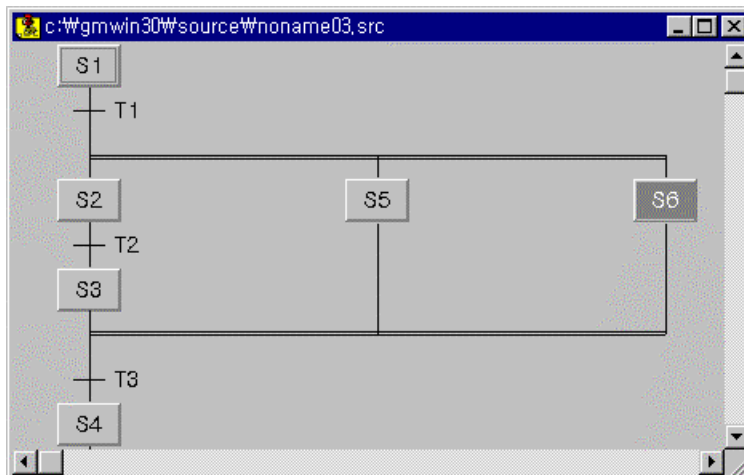 c:₩gmwin30₩source₩noname03.src
S1
T1
S2 S5 S6
T2
S3
T3
S4